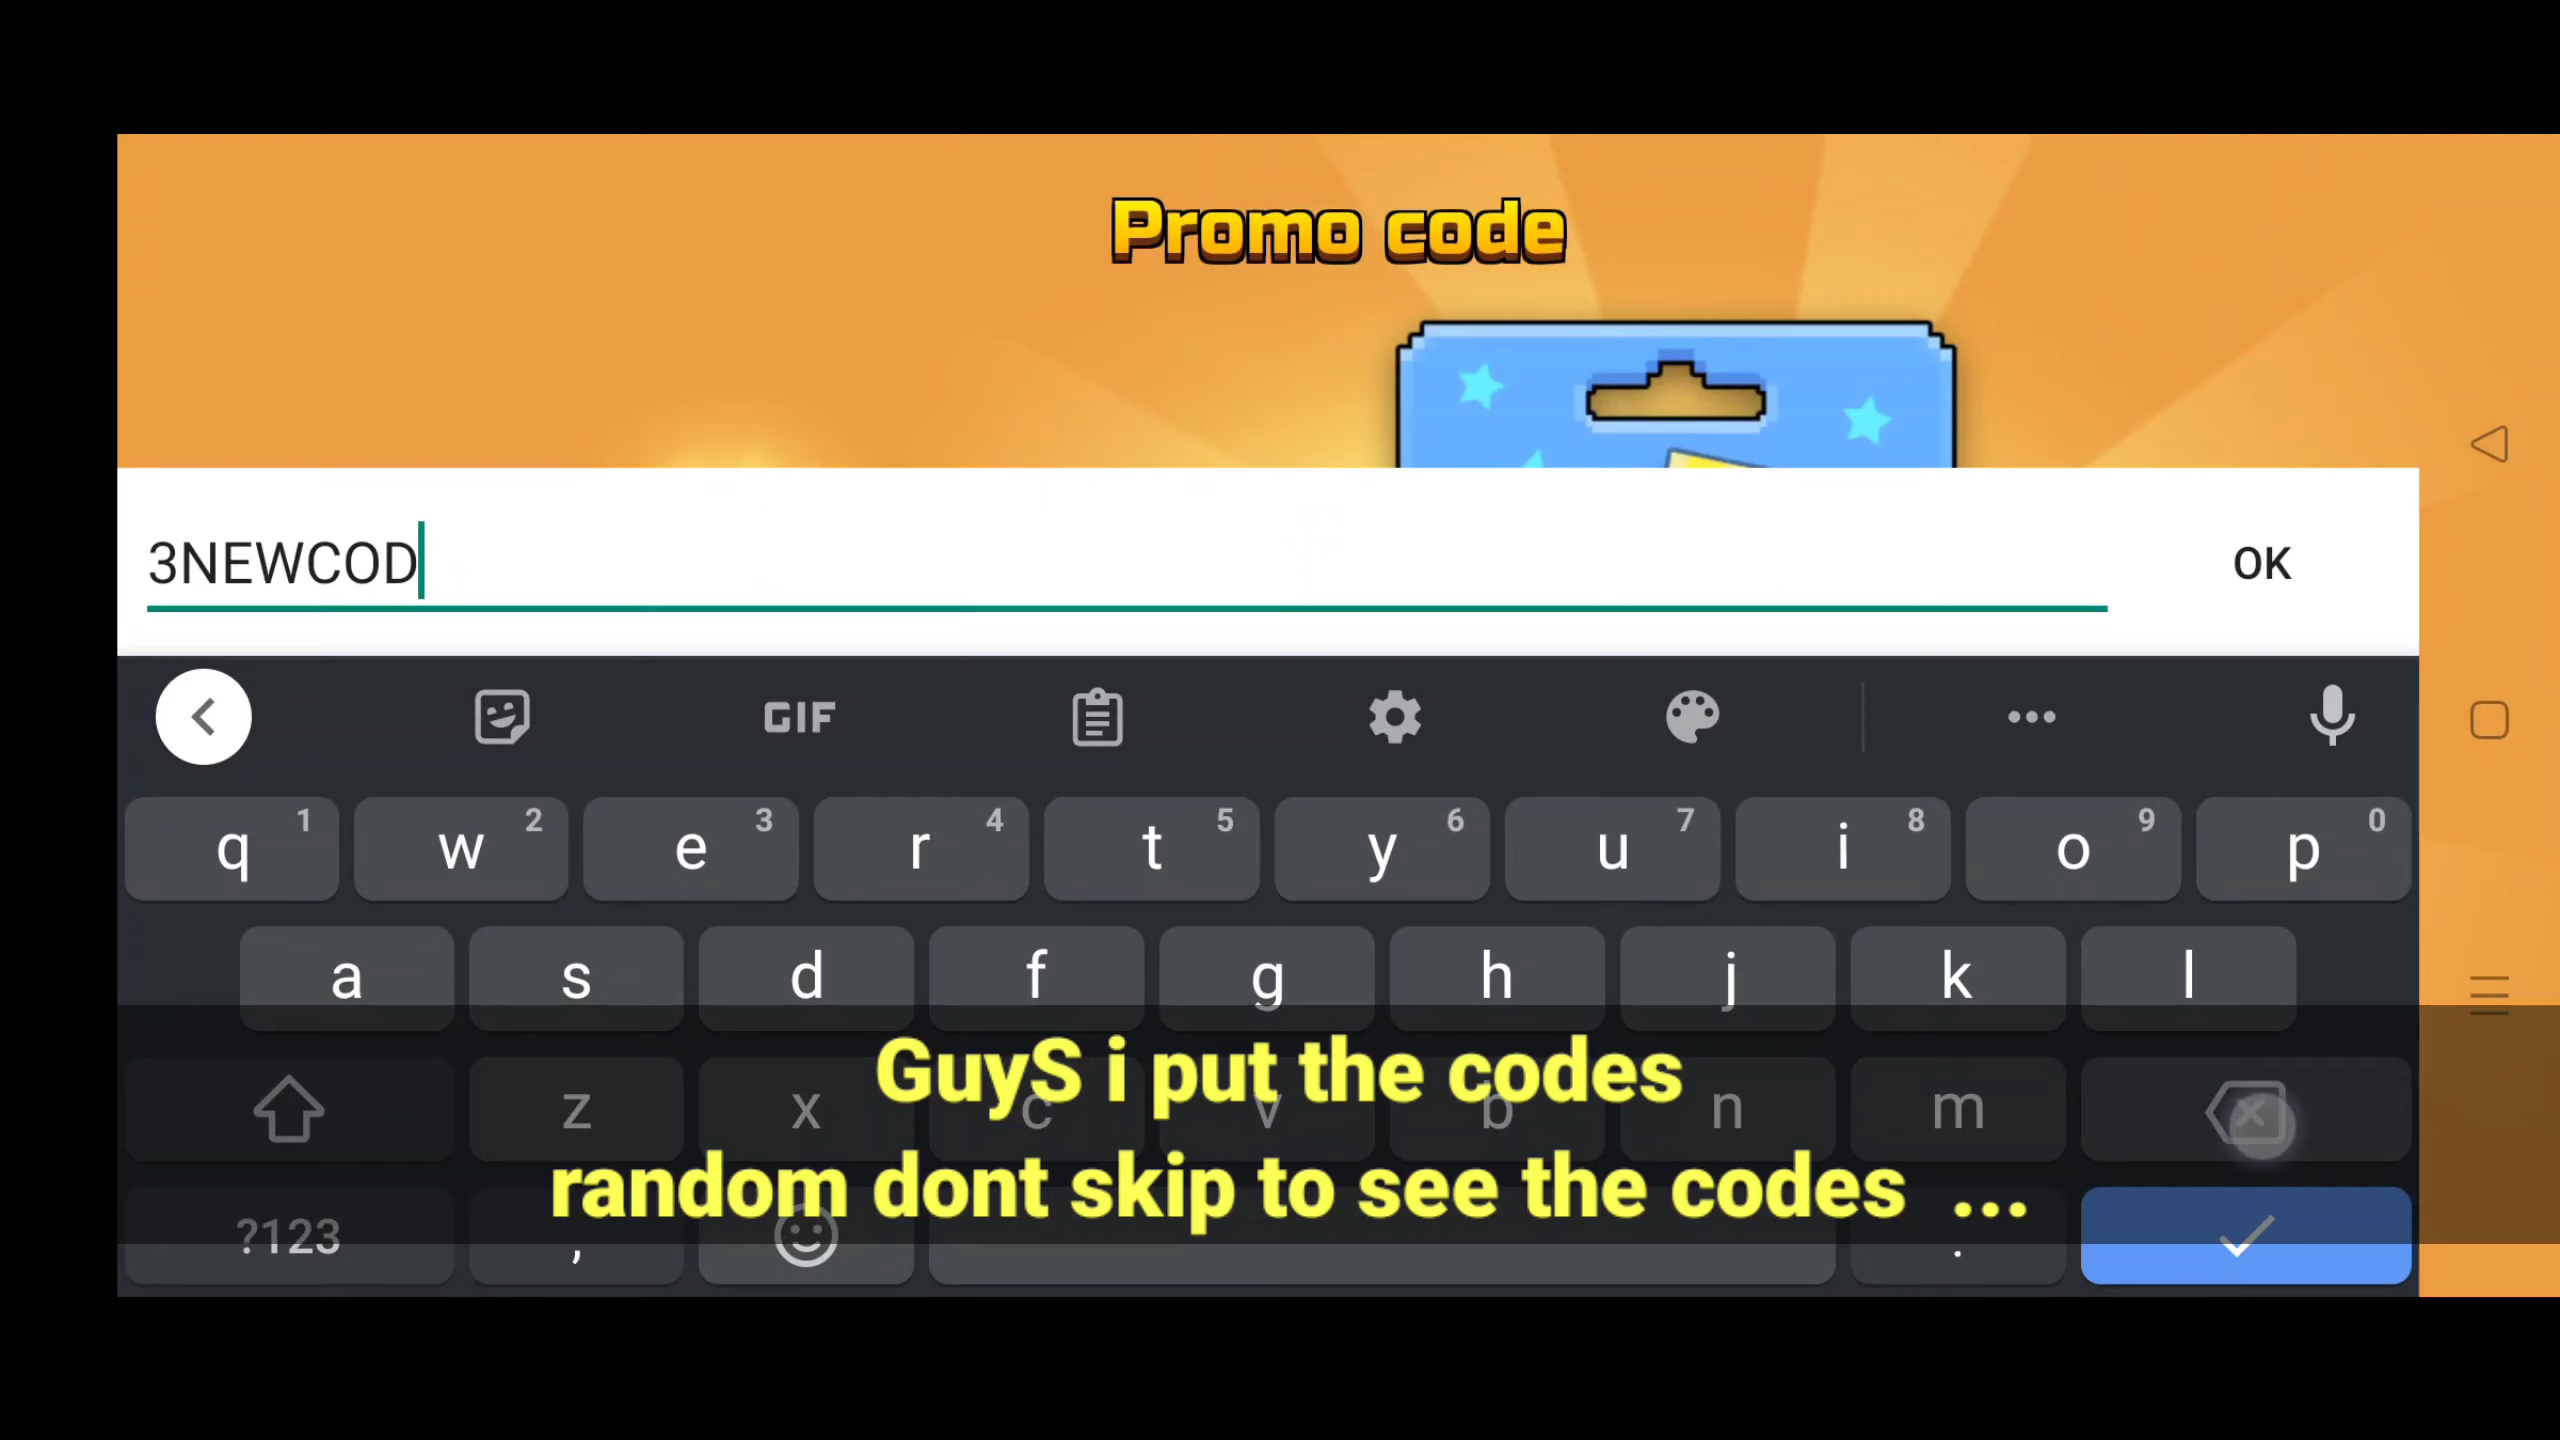 Promo code
3NEWCOD
OK
GIF
q 1 w 2 e 3 r 4 t 5 y 6 u 7 i 8 o 9 p 0
a s d f g h j k l
GuyS i put the codes
z x c v b n m
random dont skip to see the codes ...
?123 , .